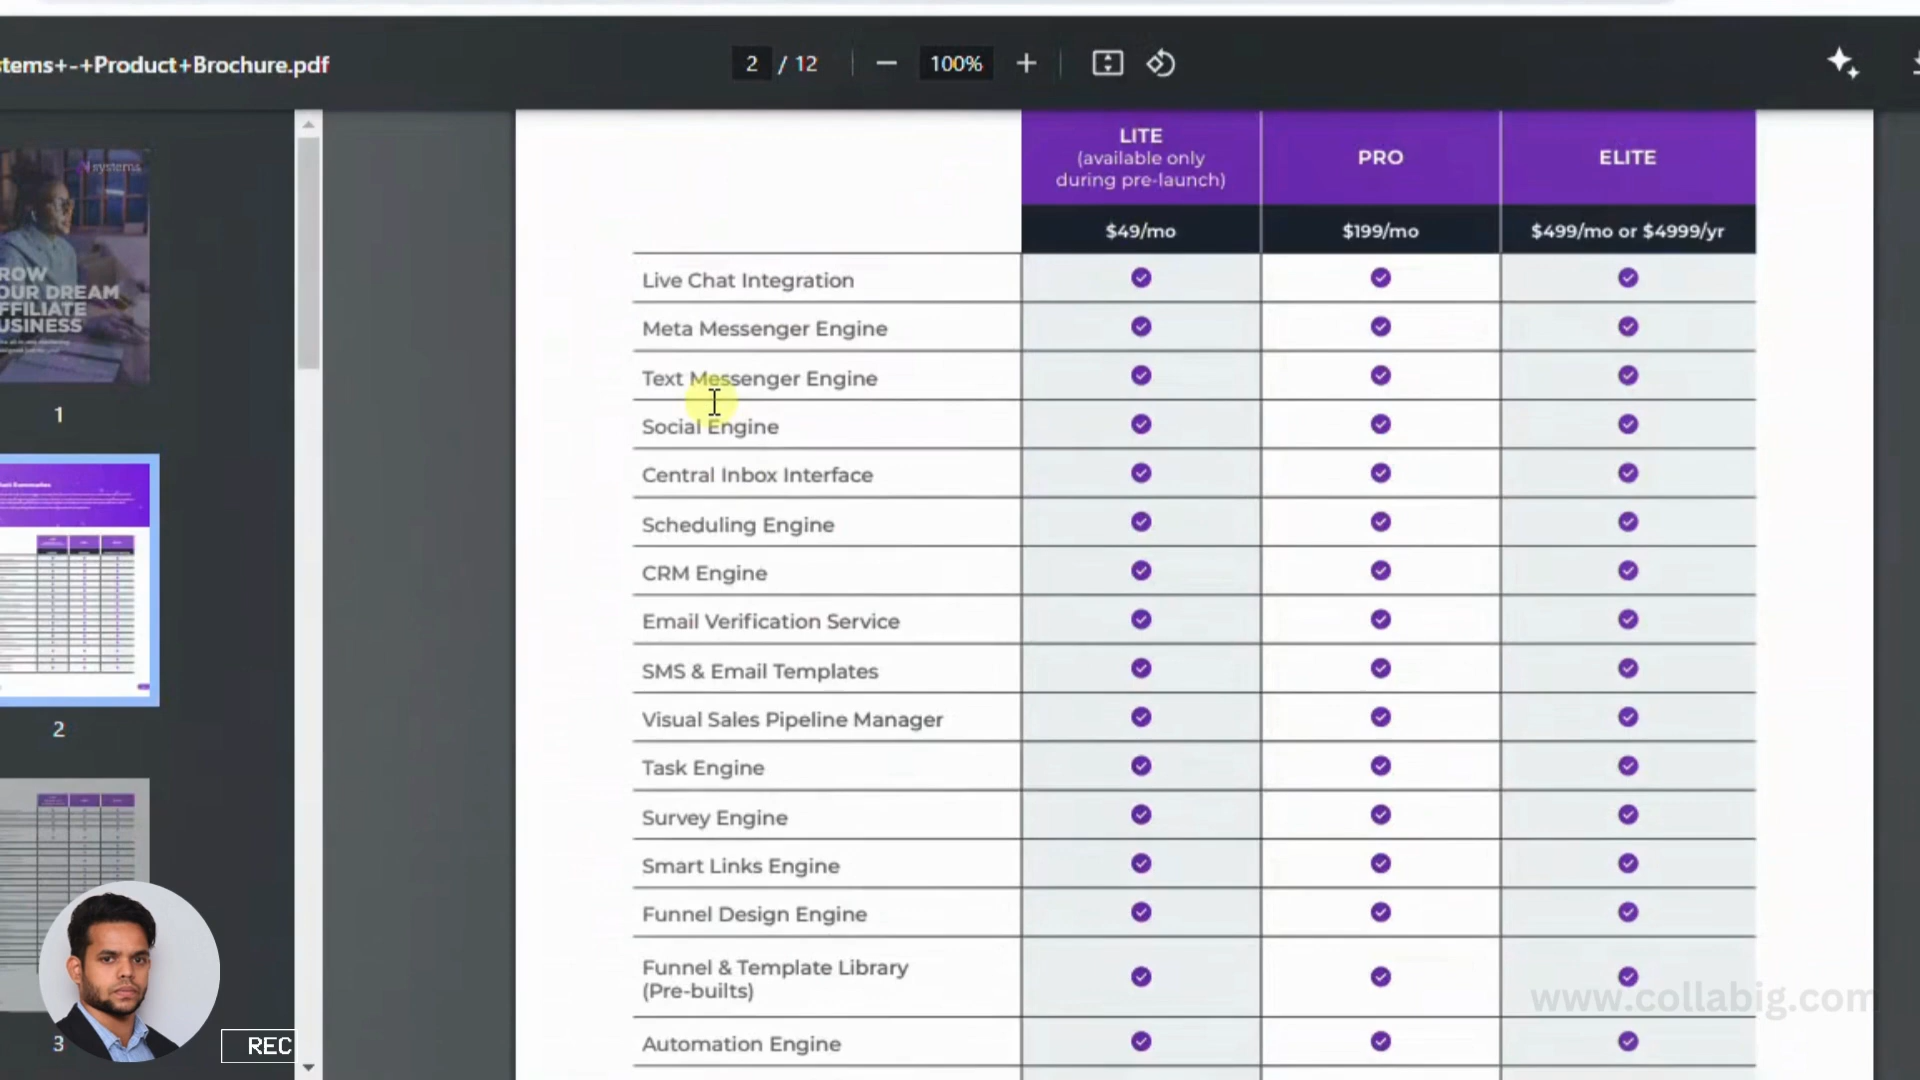 stems+-+Product+Brochure.pdf
2 / 12
100%
systems
ROW
OUR DREAM
FFILIATE
USINESS
1
2
3
REC
LITE
(available only
during pre-launch)
PRO
ELITE
$49/mo
$199/mo
$499/mo or $4999/yr
Live Chat Integration
Meta Messenger Engine
Text Messenger Engine
Social Engine
Central Inbox Interface
Scheduling Engine
CRM Engine
Email Verification Service
SMS & Email Templates
Visual Sales Pipeline Manager
Task Engine
Survey Engine
Smart Links Engine
Funnel Design Engine
Funnel & Template Library
(Pre-builts)
Automation Engine
www.collabig.com